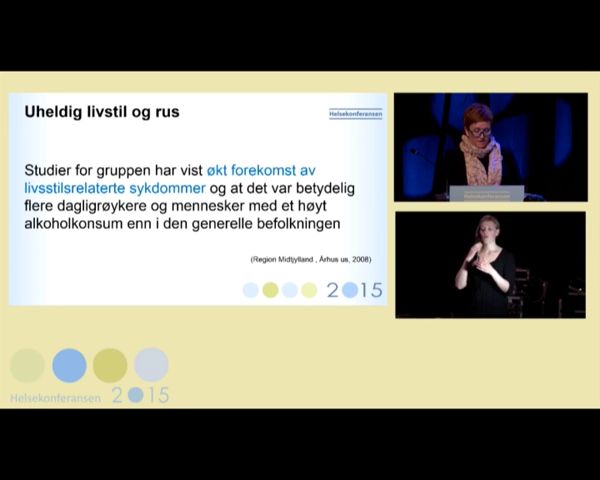 Uheldig livstil og rus
Helsekonferansen
Studier for gruppen har vist økt forekomst av
livsstilsrelaterte sykdommer og at det var betydelig
flere dagligrøykere og mennesker med et høyt
alkoholkonsum enn i den generelle befolkningen
(Region Midtjylland , Århus us, 2008)
2015
Helsekonferansen
Helsekonferansen 2015